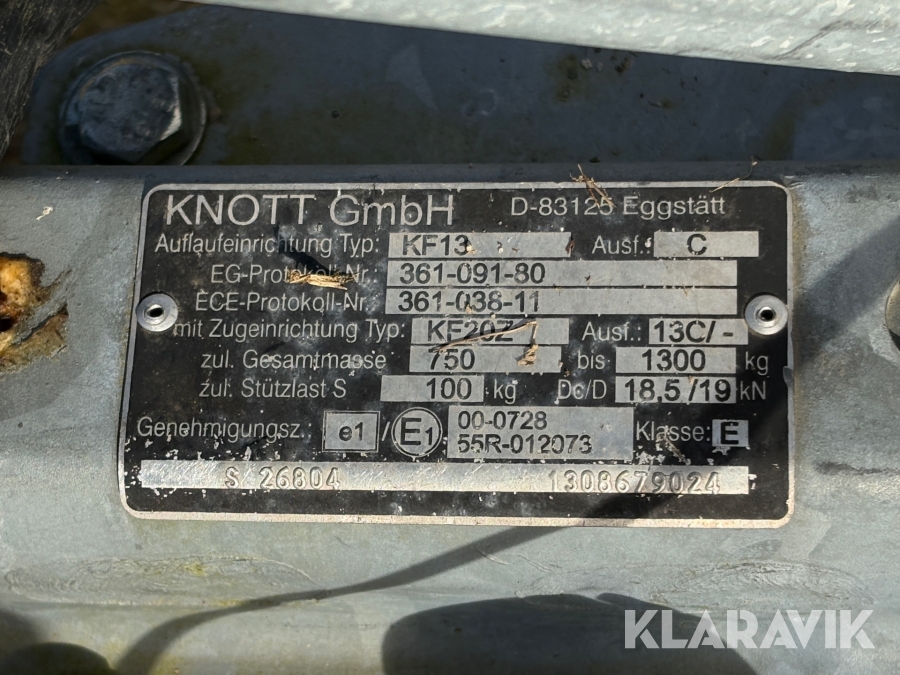 KNOTT GmbH D-83125 Eggstätt
Auflaufeinrichtung Typ: KF13 Ausf.: C
EG-Protokoll-Nr.: 361-091-80
ECE-Protokoll-Nr.: 361-038-11
mit Zugeinrichtung Typ: KF20Z1 Ausf.: 13C/-
zul. Gesamtmasse 750 bis 1300 kg
zul. Stützlast S 100 kg Dc/D 18,5/19 kN
Genehmigungsz.: e1 / E1 00-0728
55R-012073 Klasse: E
S 26804 1308679024
KLARAVIK